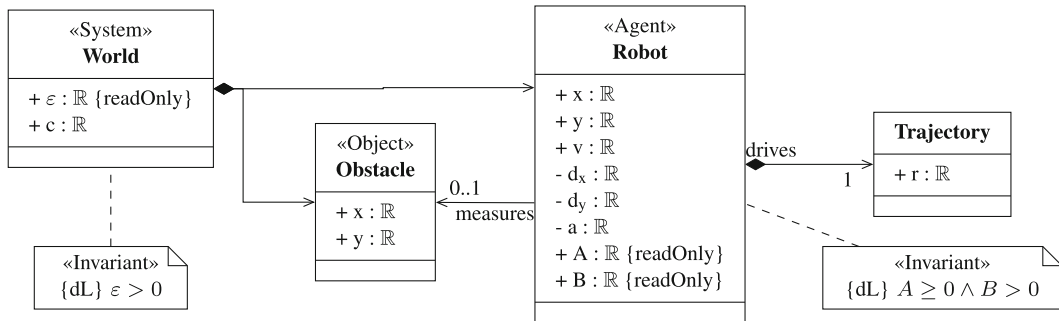 «System»
World
+ ε : ℝ {readOnly}
+ c : ℝ
«Invariant»
{dL} ε > 0
«Object»
Obstacle
+ x : ℝ
+ y : ℝ
0..1
measures
«Agent»
Robot
+ x : ℝ
+ y : ℝ
+ v : ℝ
- dₓ : ℝ
- d_y : ℝ
- a : ℝ
+ A : ℝ {readOnly}
+ B : ℝ {readOnly}
drives
1
Trajectory
+ r : ℝ
«Invariant»
{dL} A ≥ 0 ∧ B > 0